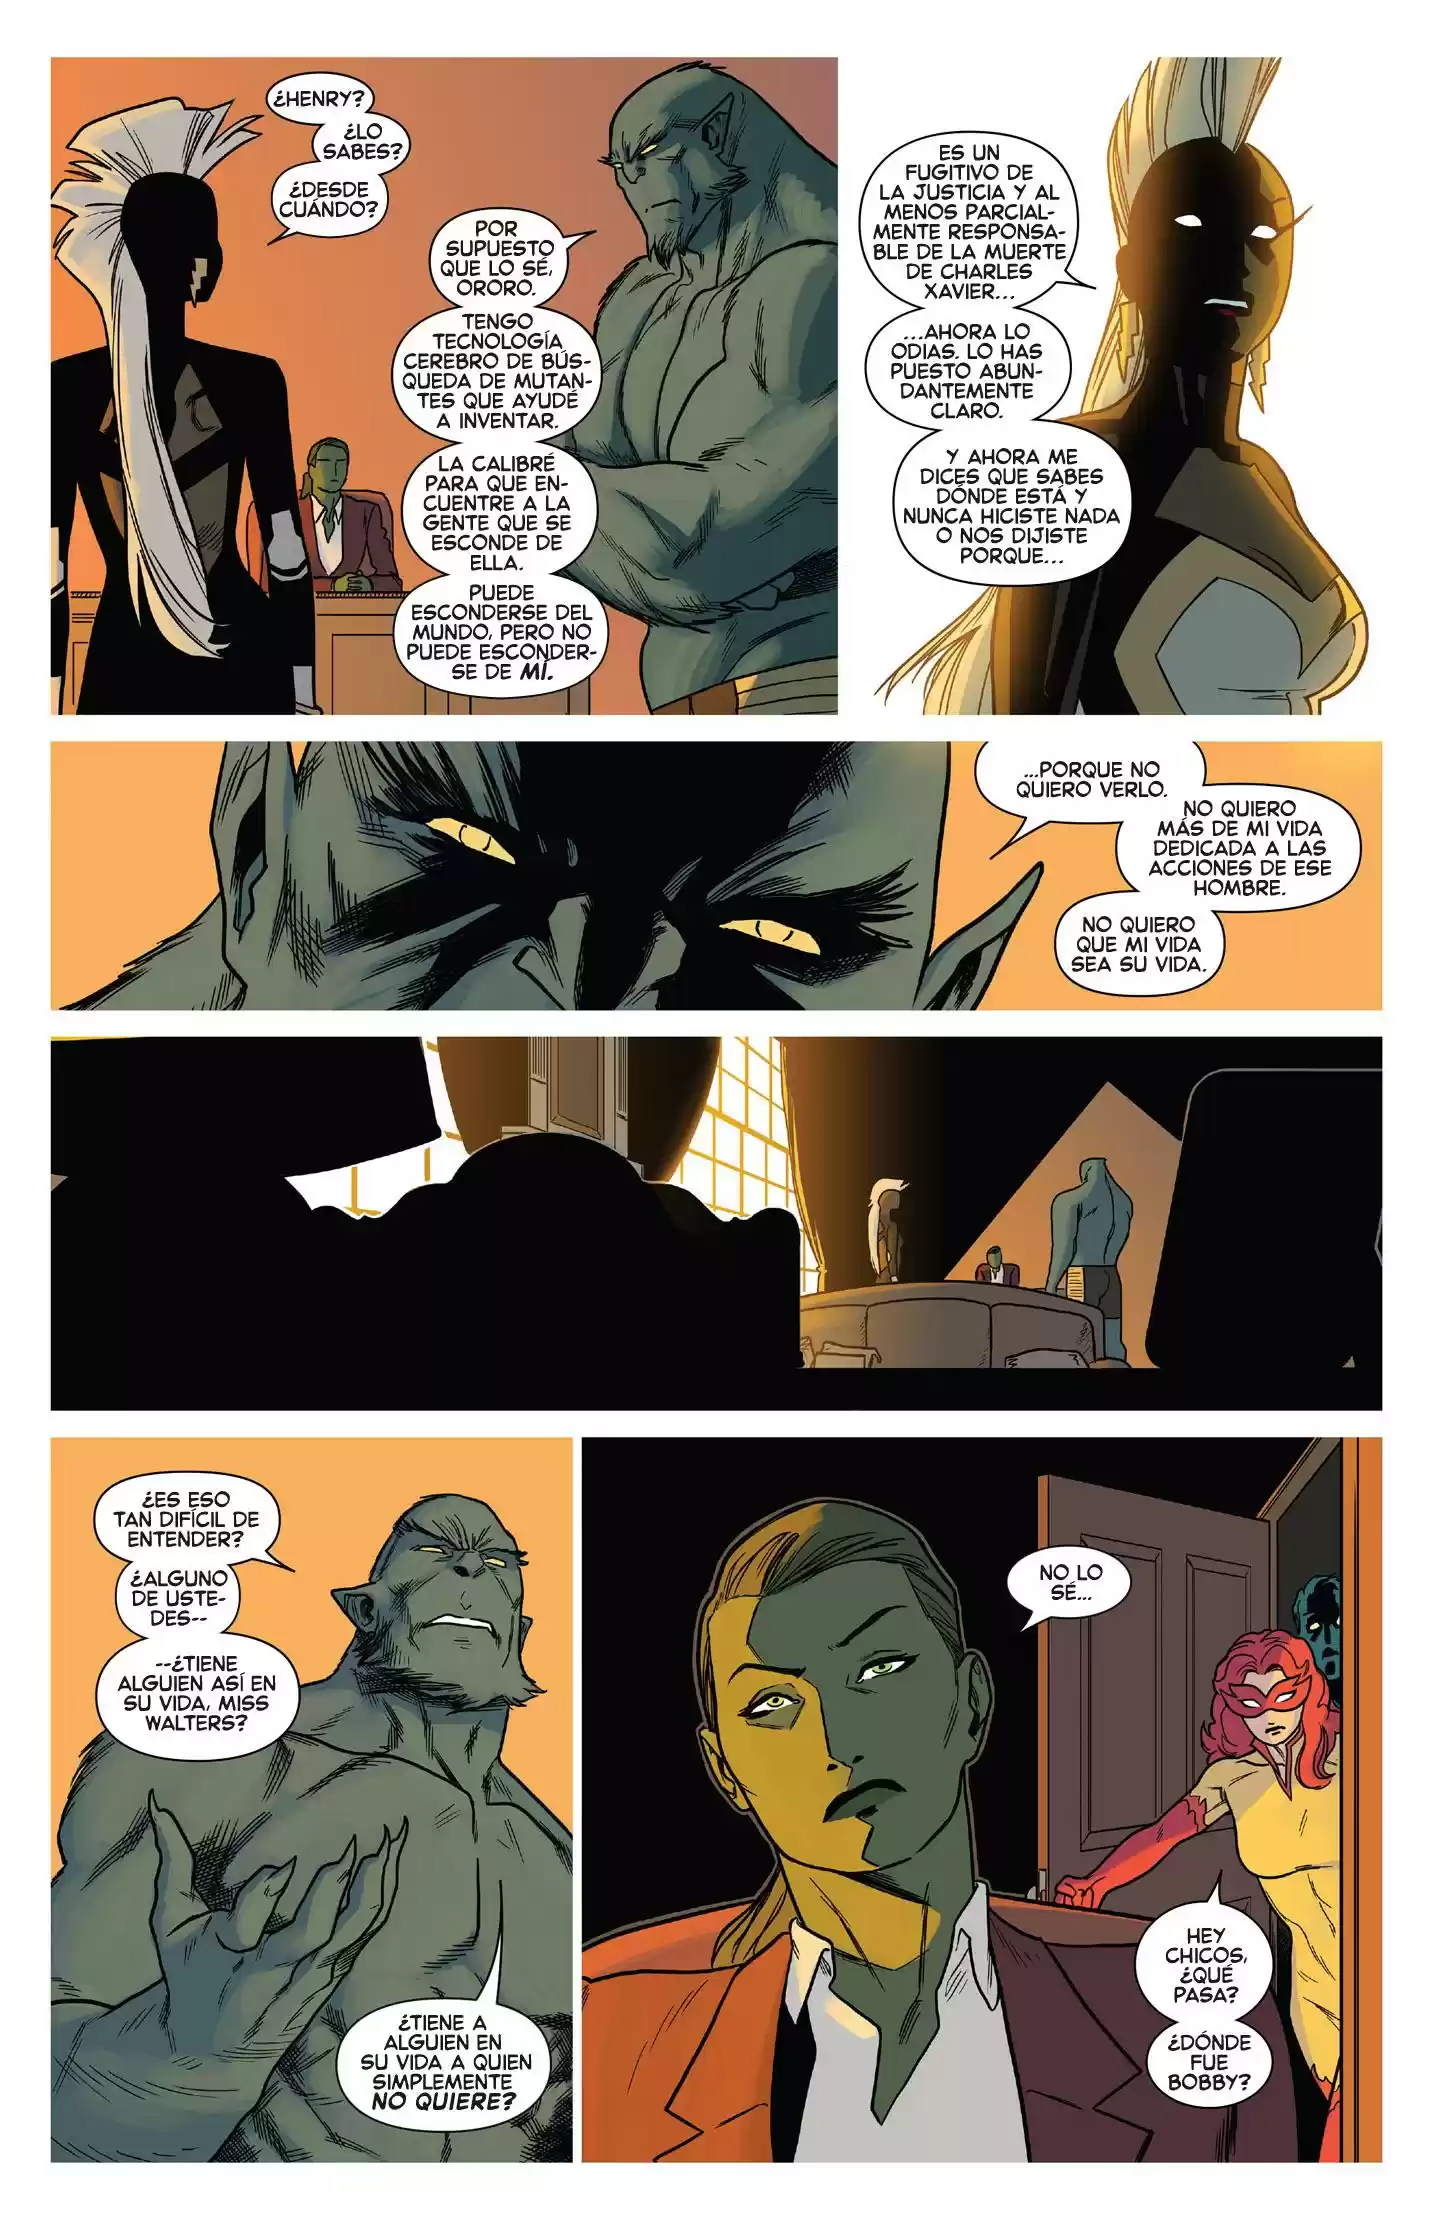 ¿HENRY?
¿LO
SABES?
¿DESDE
CUÁNDO?
POR
SUPUESTO
QUE LO SÉ,
ORORO.
TENGO
TECNOLOGÍA
CEREBRO DE BÚS-
QUEDA DE MUTAN-
TES QUE AYUDÉ
A INVENTAR.
LA CALIBRÉ
PARA QUE EN-
CUENTRE A LA
GENTE QUE SE
ESCONDE DE
ELLA.
PUEDE
ESCONDERSE DEL
MUNDO, PERO NO
PUEDE ESCONDER-
SE DE MÍ.
ES UN
FUGITIVO DE
LA JUSTICIA Y AL
MENOS PARCIAL-
MENTE RESPONSA-
BLE DE LA MUERTE
DE CHARLES
XAVIER...
...AHORA LO
ODIAS. LO HAS
PUESTO ABUN-
DANTEMENTE
CLARO.
Y AHORA ME
DICES QUE SABES
DÓNDE ESTÁ Y
NUNCA HICISTE NADA
O NOS DIJISTE
PORQUE...
...PORQUE NO
QUIERO VERLO.
NO QUIERO
MÁS DE MI VIDA
DEDICADA A LAS
ACCIONES DE ESE
HOMBRE.
NO QUIERO
QUE MI VIDA
SEA SU VIDA.
¿ES ESO
TAN DIFÍCIL DE
ENTENDER?
¿ALGUNO
DE USTE-
DES--
--¿TIENE
ALGUIEN ASÍ EN
SU VIDA, MISS
WALTERS?
¿TIENE A
ALGUIEN EN
SU VIDA A QUIEN
SIMPLEMENTE
NO QUIERE?
NO LO
SÉ...
HEY
CHICOS,
¿QUÉ
PASA?
¿DÓNDE
FUE
BOBBY?